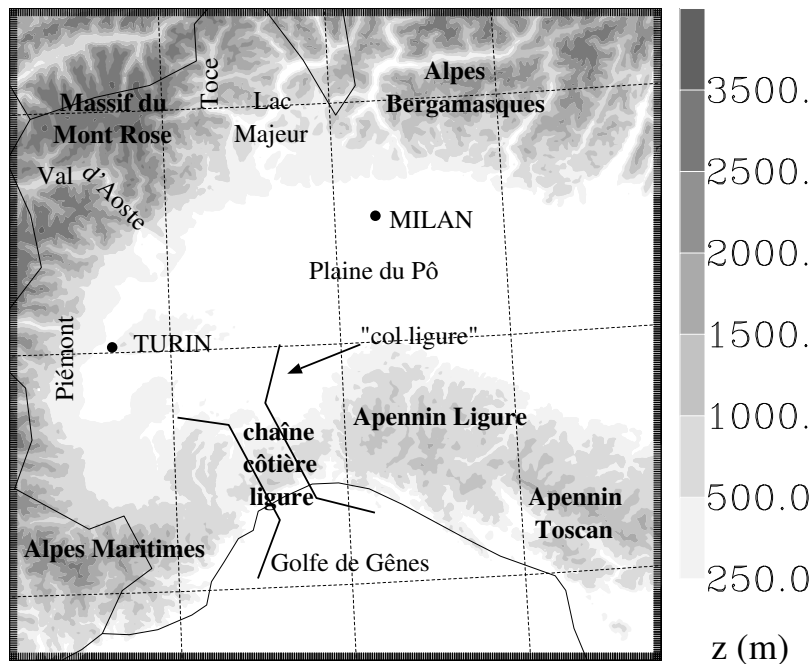 Massif du
Mont Rose
Toce
Lac
Majeur
Alpes
Bergamasques
Val d'Aoste
MILAN
Plaine du Pô
Piémont
TURIN
"col ligure"
chaîne
côtière
ligure
Apennin Ligure
Apennin
Toscan
Alpes Maritimes
Golfe de Gênes
3500.
2500.
2000.
1500.
1000.
500.0
250.0
z (m)